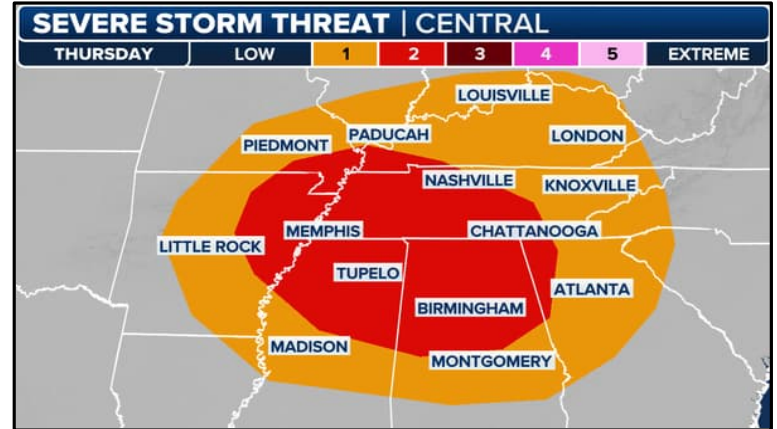 SEVERE STORM THREAT | CENTRAL
THURSDAY LOW 1 2 3 4 5 EXTREME
LOUISVILLE
PADUCAH LONDON
PIEDMONT
NASHVILLE KNOXVILLE
MEMPHIS CHATTANOOGA
LITTLE ROCK
TUPELO
ATLANTA
BIRMINGHAM
MADISON
MONTGOMERY